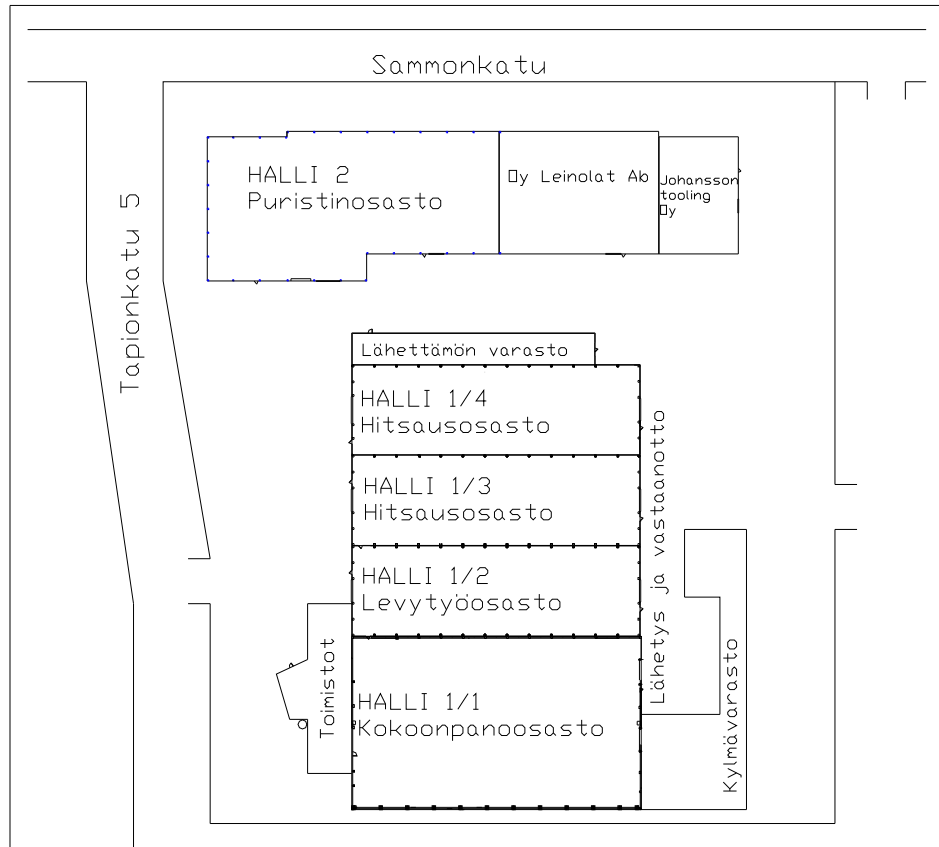 Sammonkatu
HALLI 2
Puristinosasto
Oy Leinolat Ab
Johansson
tooling
Oy
Tapionkatu 5
Lähettämön varasto
HALLI 1/4
Hitsausosasto
HALLI 1/3
Hitsausosasto
HALLI 1/2
Levytyöosasto
Lähetys ja vastaanotto
Toimistot
HALLI 1/1
Kokoonpanoosasto
Kylmävarasto